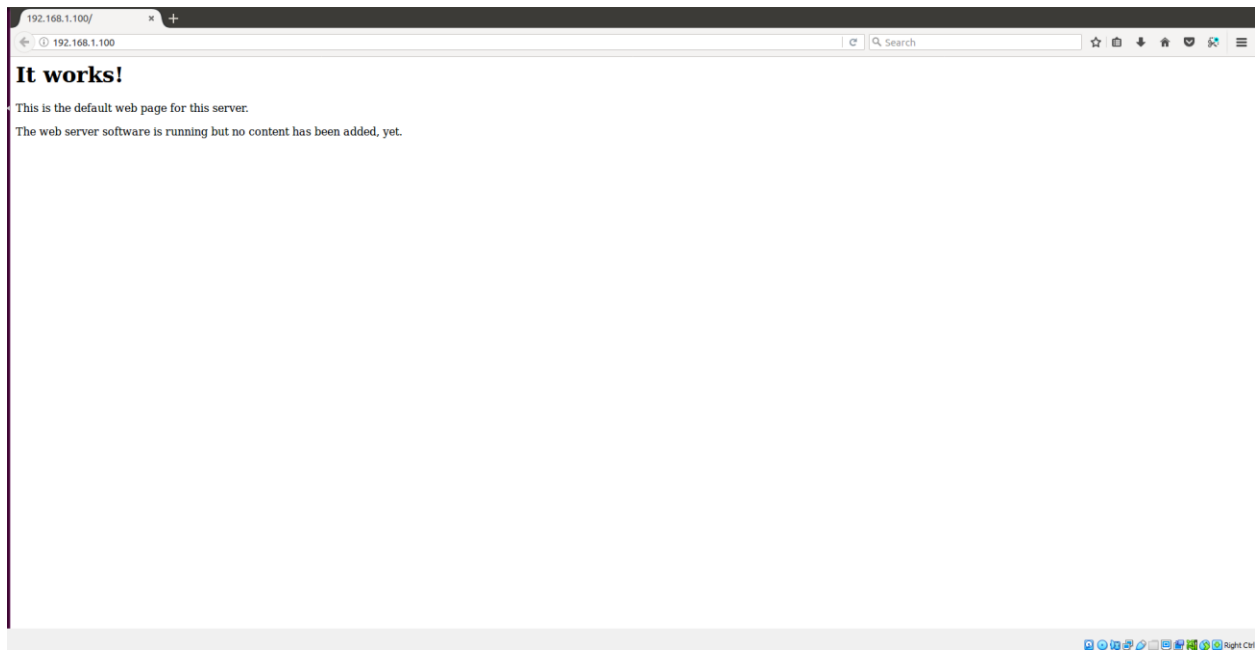 192.168.1.100/
192.168.1.100
Search
It works!
This is the default web page for this server.
The web server software is running but no content has been added, yet.
Right Ctrl